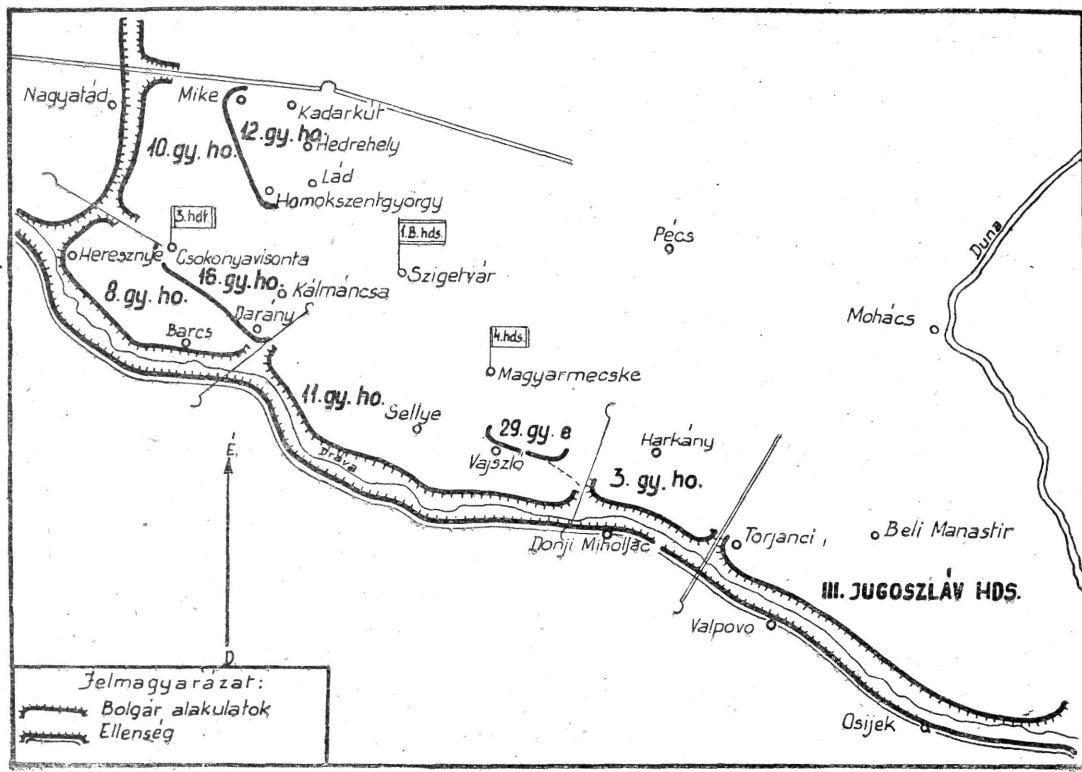 Nagyatád
Mike
Kadarkút
12.gy.ho.
10.gy.ho.
Hedrehely
Lád
Homokszentgyörgy
3.hdt.
1.B.hds.
Pécs
Duna
Heresznye
Csokonyavisonta
Szigetvár
16.gy.ho.
8.gy.ho.
Kálmáncsa
Darány
Barcs
Mohács
4.hds.
Magyarmecske
11.gy.ho.
Sellye
29.gy.e
Harkány
É.
Dráva
Vajszló
3.gy.ho.
Donji Miholjac
Torjanci
Beli Manastir
III. JUGOSZLÁV HDS.
Valpovo
D.
Jelmagyarázat:
Bolgár alakulatok
Ellenség
Osijek